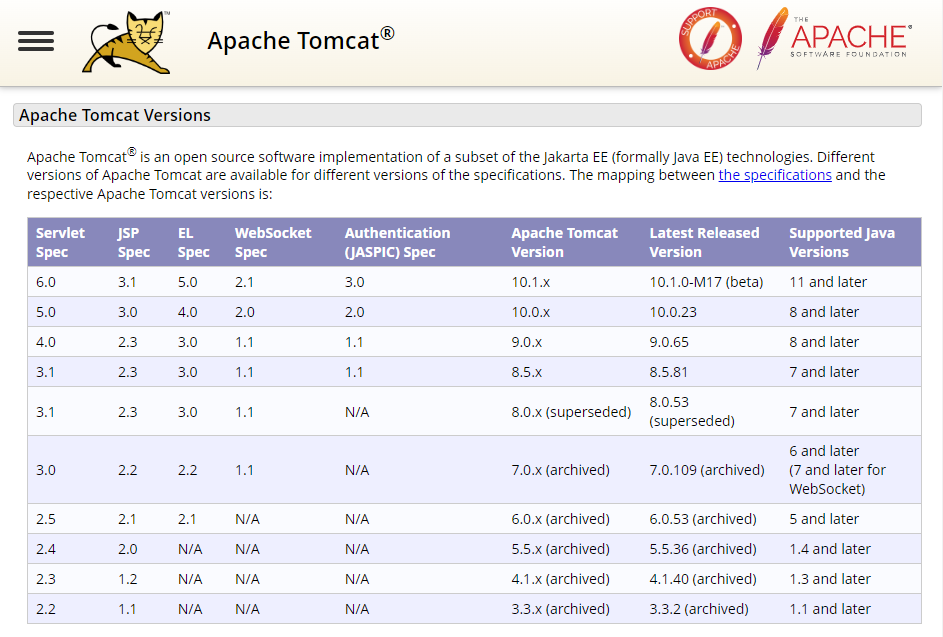 Apache Tomcat®
SUPPORT APACHE
THE
APACHE®
SOFTWARE FOUNDATION
Apache Tomcat Versions
Apache Tomcat® is an open source software implementation of a subset of the Jakarta EE (formally Java EE) technologies. Different
versions of Apache Tomcat are available for different versions of the specifications. The mapping between the specifications and the
respective Apache Tomcat versions is:
Servlet Spec JSP Spec EL Spec WebSocket Spec Authentication (JASPIC) Spec Apache Tomcat Version Latest Released Version Supported Java Versions
6.0 3.1 5.0 2.1 3.0 10.1.x 10.1.0-M17 (beta) 11 and later
5.0 3.0 4.0 2.0 2.0 10.0.x 10.0.23 8 and later
4.0 2.3 3.0 1.1 1.1 9.0.x 9.0.65 8 and later
3.1 2.3 3.0 1.1 1.1 8.5.x 8.5.81 7 and later
3.1 2.3 3.0 1.1 N/A 8.0.x (superseded) 8.0.53 (superseded) 7 and later
3.0 2.2 2.2 1.1 N/A 7.0.x (archived) 7.0.109 (archived) 6 and later (7 and later for WebSocket)
2.5 2.1 2.1 N/A N/A 6.0.x (archived) 6.0.53 (archived) 5 and later
2.4 2.0 N/A N/A N/A 5.5.x (archived) 5.5.36 (archived) 1.4 and later
2.3 1.2 N/A N/A N/A 4.1.x (archived) 4.1.40 (archived) 1.3 and later
2.2 1.1 N/A N/A N/A 3.3.x (archived) 3.3.2 (archived) 1.1 and later